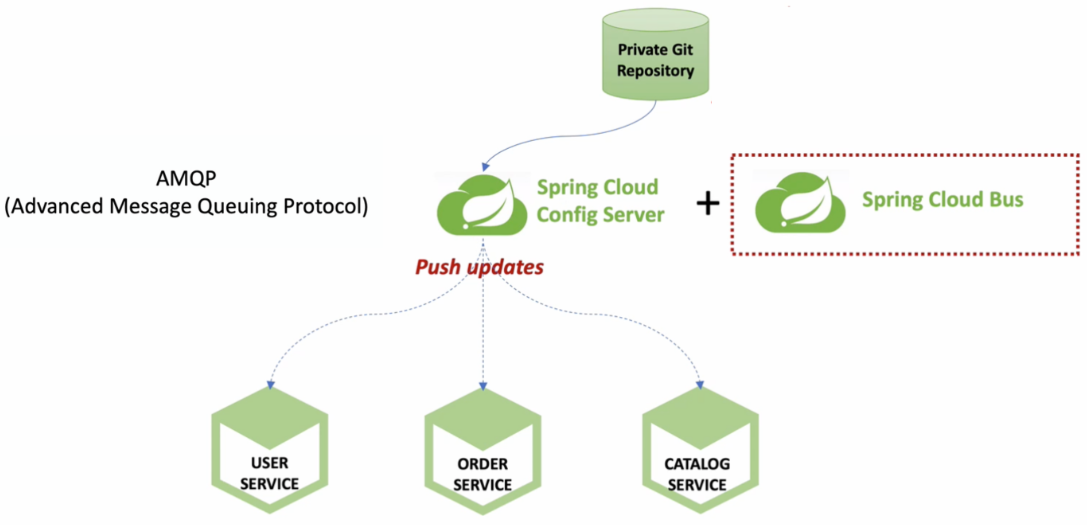 Private Git
Repository
AMQP
(Advanced Message Queuing Protocol)
Spring Cloud
Config Server
+
Spring Cloud Bus
Push updates
USER
SERVICE
ORDER
SERVICE
CATALOG
SERVICE